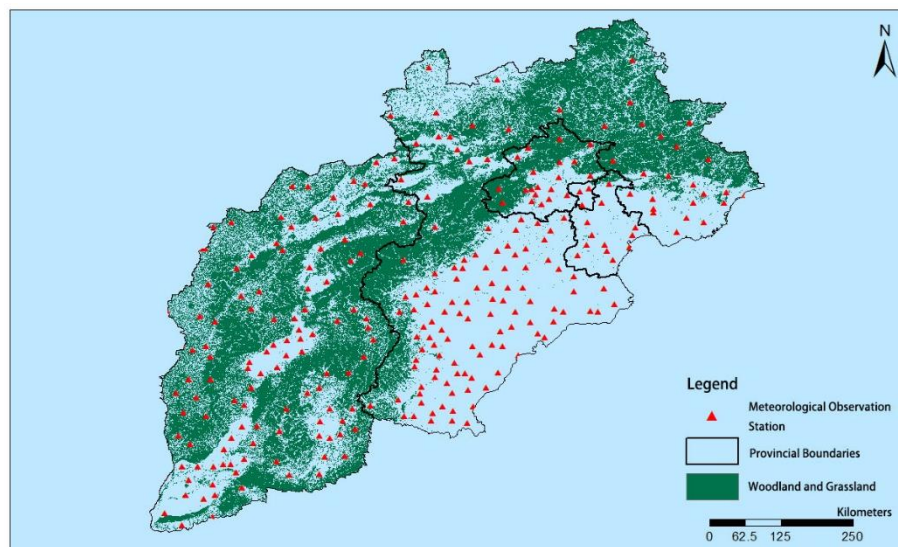 N
Legend
Meteorological Observation
Station
Provincial Boundaries
Woodland and Grassland
Kilometers
0 62.5 125 250